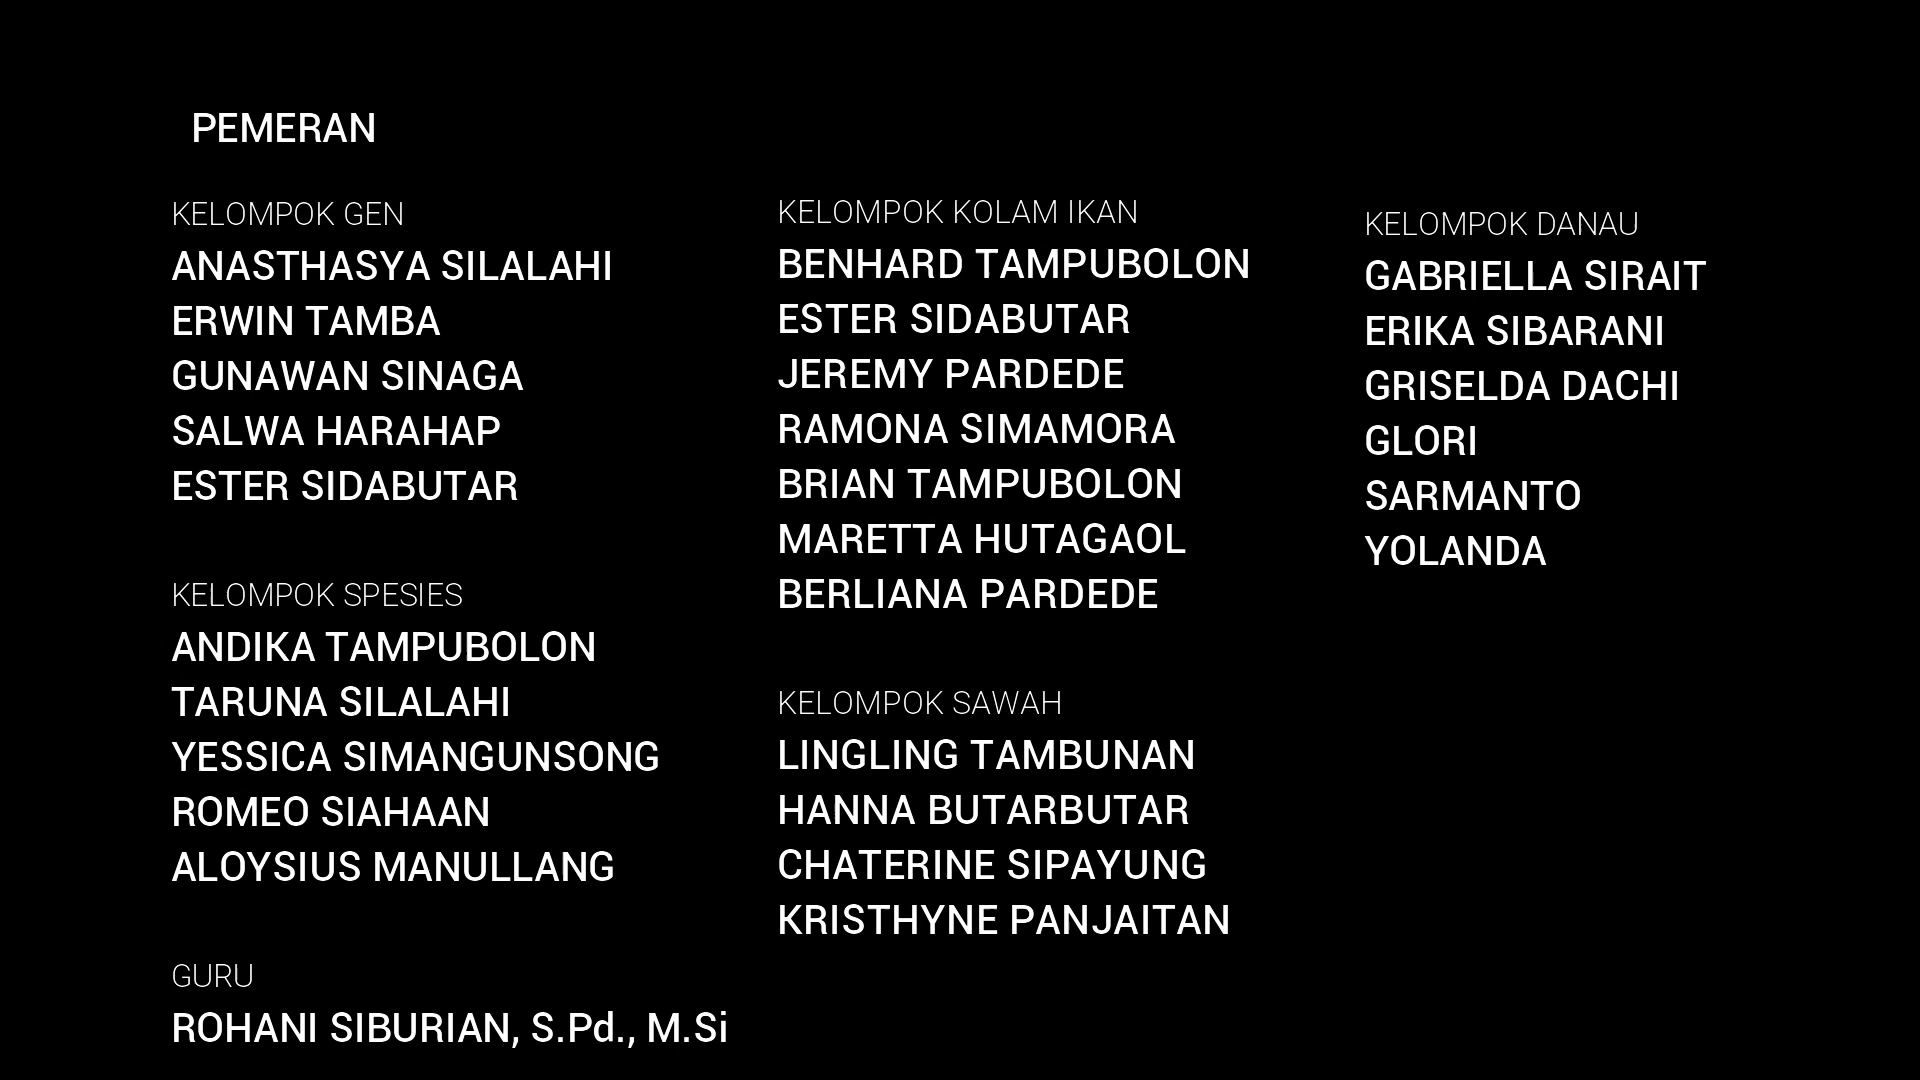 PEMERAN
KELOMPOK GEN
ANASTHASYA SILALAHI
ERWIN TAMBA
GUNAWAN SINAGA
SALWA HARAHAP
ESTER SIDABUTAR
KELOMPOK SPESIES
ANDIKA TAMPUBOLON
TARUNA SILALAHI
YESSICA SIMANGUNSONG
ROMEO SIAHAAN
ALOYSIUS MANULLANG
GURU
ROHANI SIBURIAN, S.Pd., M.Si
KELOMPOK KOLAM IKAN
BENHARD TAMPUBOLON
ESTER SIDABUTAR
JEREMY PARDEDE
RAMONA SIMAMORA
BRIAN TAMPUBOLON
MARETTA HUTAGAOL
BERLIANA PARDEDE
KELOMPOK SAWAH
LINGLING TAMBUNAN
HANNA BUTARBUTAR
CHATERINE SIPAYUNG
KRISTHYNE PANJAITAN
KELOMPOK DANAU
GABRIELLA SIRAIT
ERIKA SIBARANI
GRISELDA DACHI
GLORI
SARMANTO
YOLANDA